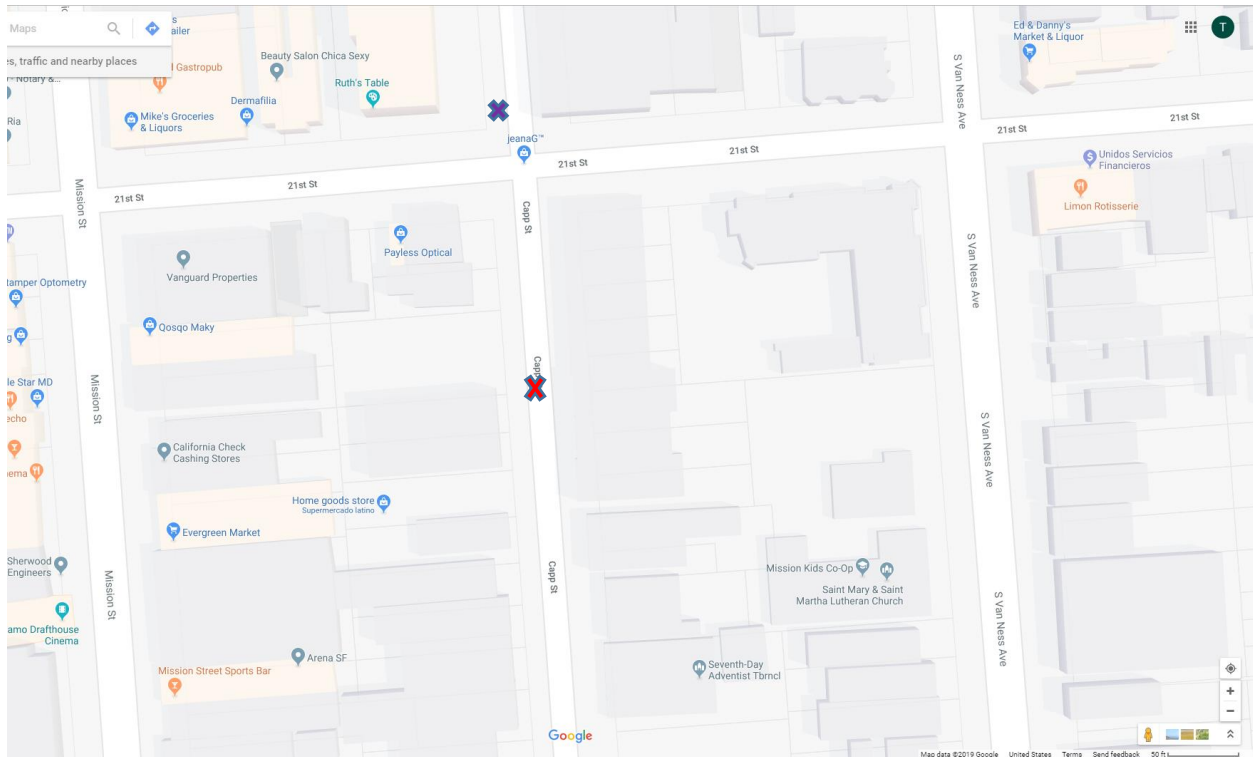 Maps
es, traffic and nearby places
s
ailer
l Gastropub
Beauty Salon Chica Sexy
Ruth's Table
Dermafilia
Mike's Groceries
& Liquors
Notary &...
Ria
jeanaG™
Ed & Danny's
Market & Liquor
T
S Van Ness Ave
21st St
21st St
21st St
21st St
21st St
21st St
Unidos Servicios
Financieros
Limon Rotisserie
Mission St
Capp St
Payless Optical
Vanguard Properties
S Van Ness Ave
tamper Optometry
Qosqo Maky
g
le Star MD
echo
Capp
Mission St
S Van Ness Ave
California Check
Cashing Stores
nema
Home goods store
Supermercado latino
Evergreen Market
Sherwood
Engineers
Mission St
Capp St
Mission Kids Co-Op
Saint Mary & Saint
Martha Lutheran Church
S Van Ness Ave
amo Drafthouse
Cinema
Arena SF
Mission Street Sports Bar
Seventh-Day
Adventist Tbrncl
Google
Map data ©2019 Google United States Terms Send feedback 50 ft